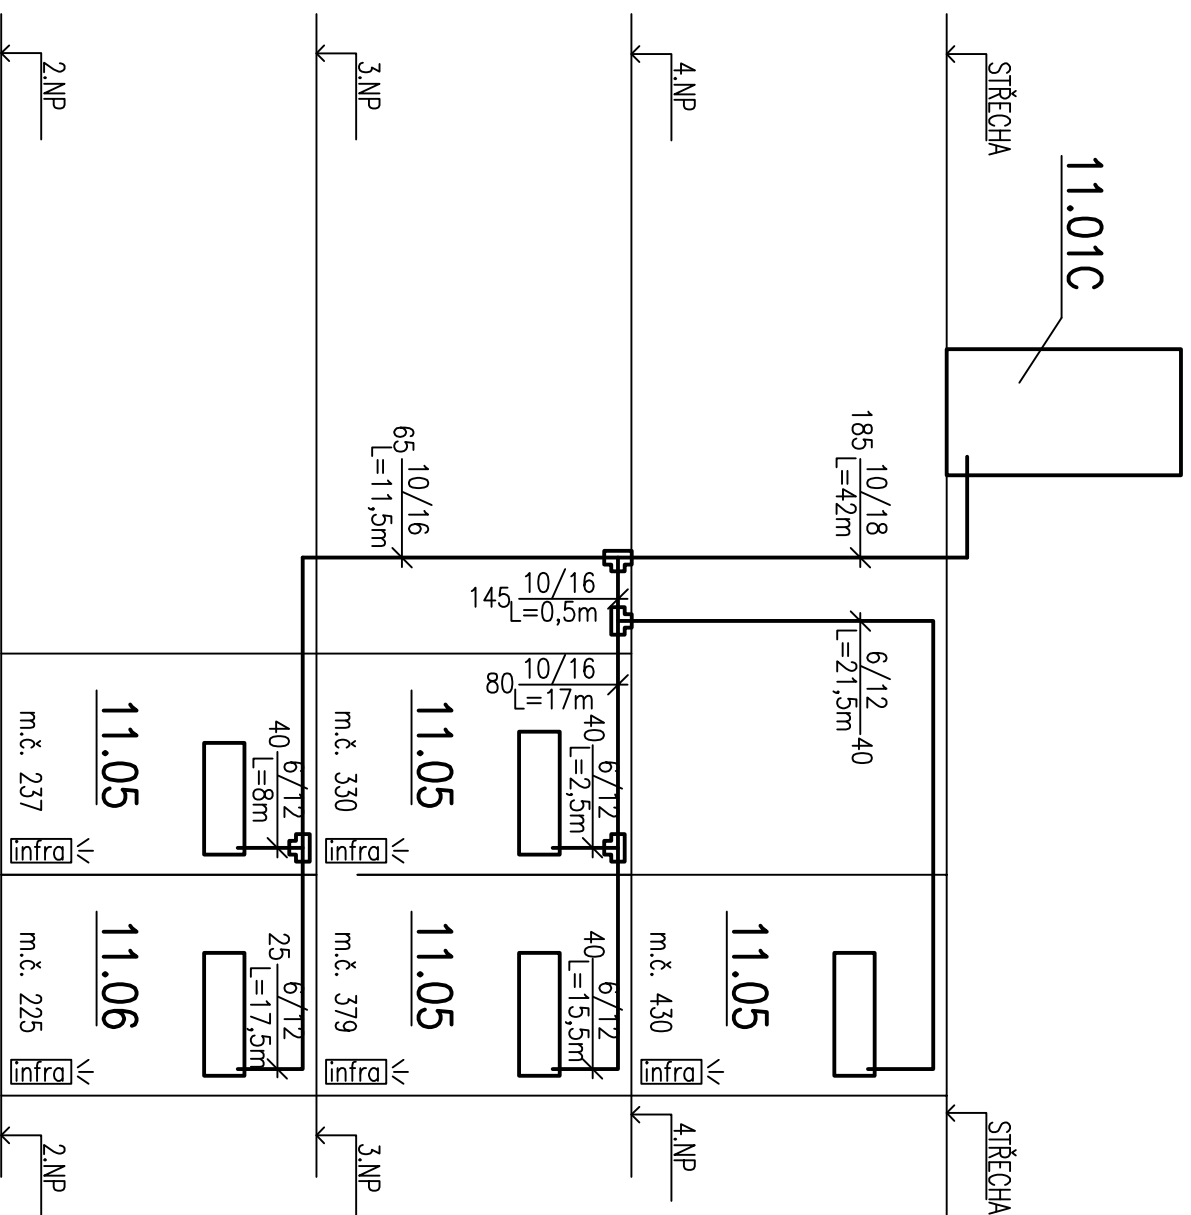 11.01C
STŘECHA
STŘECHA
185
10/18
L=42m
6/12
L=21,5m
40
11.05
m.č. 430
infra
4.NP
4.NP
145
10/16
L=0,5m
80
10/16
L=17m
65
10/16
L=11,5m
40
6/12
L=2,5m
40
6/12
L=15,5m
11.05
m.č. 330
infra
11.05
m.č. 379
infra
3.NP
3.NP
40
6/12
L=8m
25
6/12
L=17,5m
11.05
m.č. 237
infra
11.06
m.č. 225
infra
2.NP
2.NP